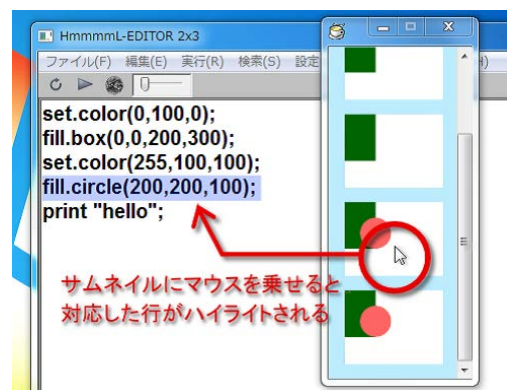 HmmmmL-EDITOR 2x3
ファイル(F) 編集(E) 実行(R) 検索(S) 設定
set.color(0,100,0);
fill.box(0,0,200,300);
set.color(255,100,100);
fill.circle(200,200,100);
print "hello";
サムネイルにマウスを乗せると
対応した行がハイライトされる